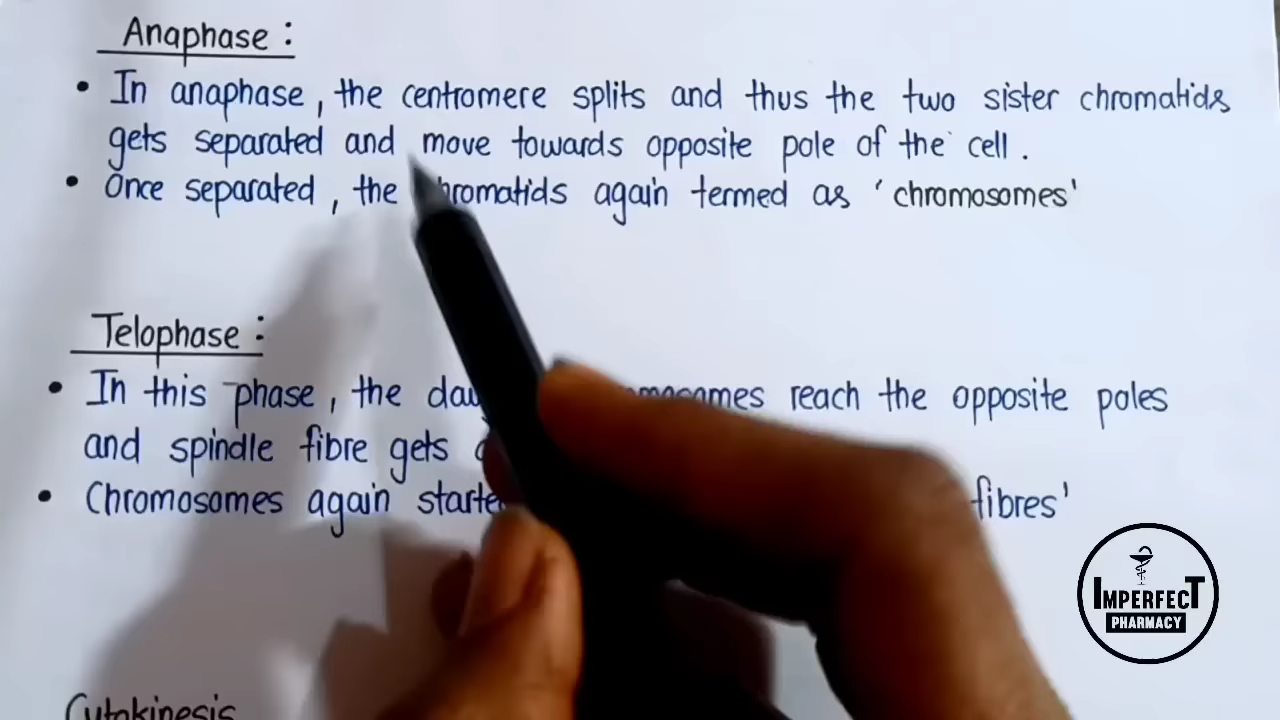 Anaphase :
• In anaphase, the centromere splits and thus the two sister chromatids
gets separated and move towards opposite pole of the cell.
• Once separated, the chromatids again termed as 'chromosomes'
Telophase :
• In this phase, the reach the opposite poles
and spindle fibre gets
• Chromosomes again fibres'
Cytokinesis
IMPERFECT
PHARMACY